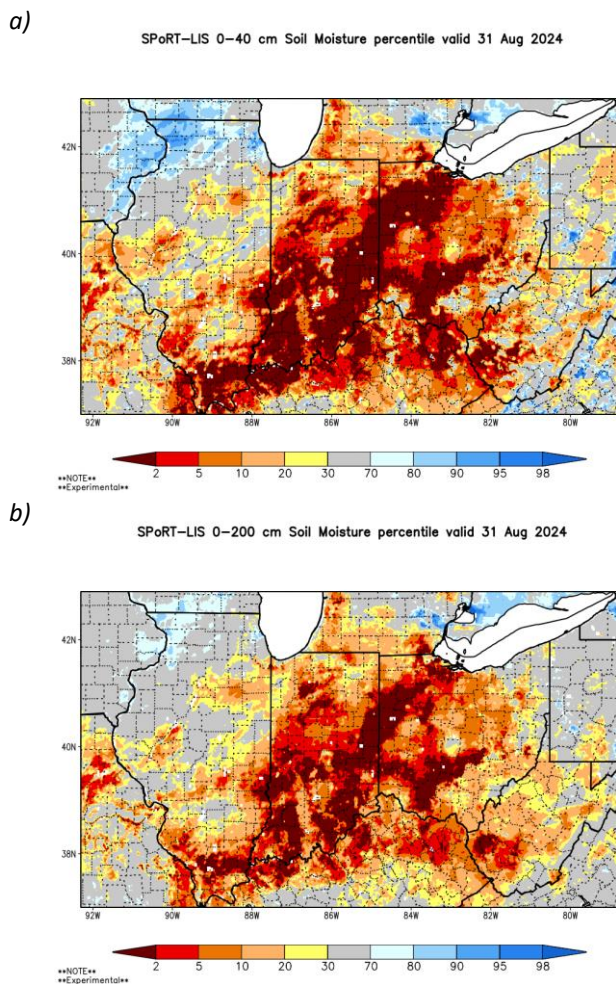 a)
SPoRT-LIS 0-40 cm Soil Moisture percentile valid 31 Aug 2024
42N
40N
38N
92W 90W 88W 86W 84W 82W 80W
2 5 10 20 30 70 80 90 95 98
**NOTE**
**Experimental**
b)
SPoRT-LIS 0-200 cm Soil Moisture percentile valid 31 Aug 2024
42N
40N
38N
92W 90W 88W 86W 84W 82W 80W
2 5 10 20 30 70 80 90 95 98
**NOTE**
**Experimental**